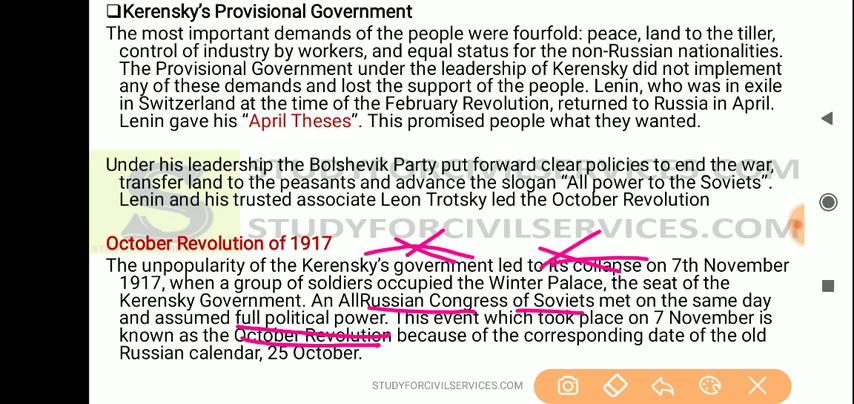 ❑Kerensky's Provisional Government
The most important demands of the people were fourfold: peace, land to the tiller,
control of industry by workers, and equal status for the non-Russian nationalities.
The Provisional Government under the leadership of Kerensky did not implement
any of these demands and lost the support of the people. Lenin, who was in exile
in Switzerland at the time of the February Revolution, returned to Russia in April.
Lenin gave his "April Theses". This promised people what they wanted.
STUDYFORCIVILSERVICES.COM
Under his leadership the Bolshevik Party put forward clear policies to end the war,
transfer land to the peasants and advance the slogan "All power to the Soviets".
Lenin and his trusted associate Leon Trotsky led the October Revolution
STUDYFORCIVILSERVICES.COM
October Revolution of 1917
The unpopularity of the Kerensky's government led to its collapse on 7th November
1917, when a group of soldiers occupied the Winter Palace, the seat of the
Kerensky Government. An AllRussian Congress of Soviets met on the same day
and assumed full political power. This event which took place on 7 November is
known as the October Revolution because of the corresponding date of the old
Russian calendar, 25 October.
STUDYFORCIVILSERVICES.COM